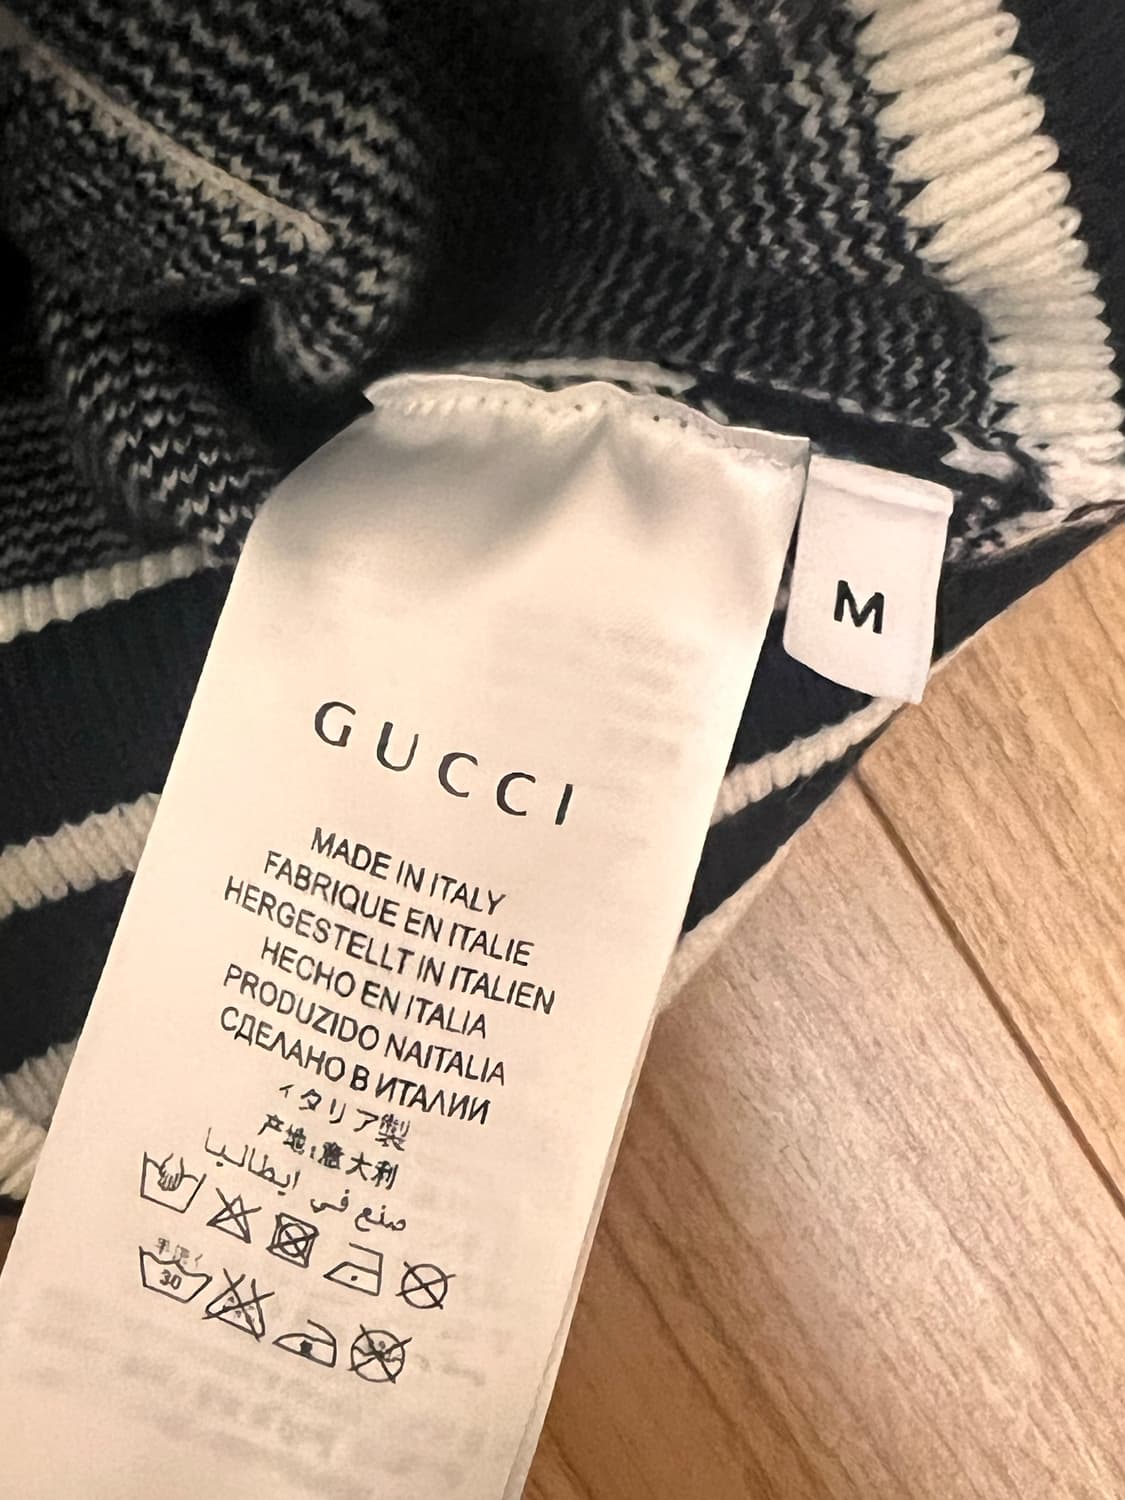 M
GUCCI
MADE IN ITALY
FABRIQUE EN ITALIE
HERGESTELLT IN ITALIEN
HECHO EN ITALIA
PRODUZIDO NAITALIA
СДЕЛАНО В ИТАЛИИ
イタリア製
产地:意大利
صنع في ايطاليا
30